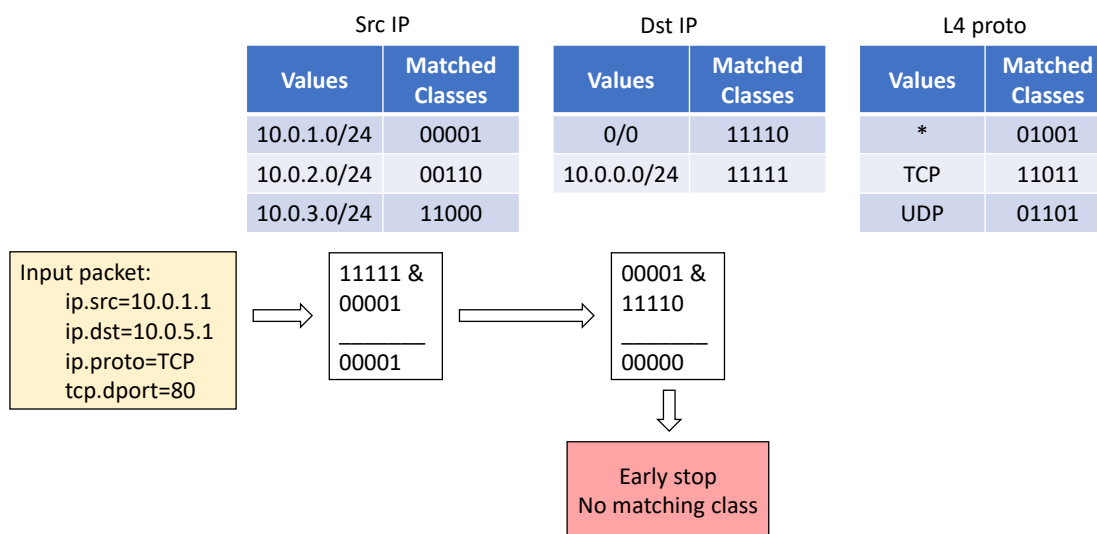 Src IP
Dst IP
L4 proto
Values
Matched
Classes
10.0.1.0/24
00001
10.0.2.0/24
00110
10.0.3.0/24
11000
Values
Matched
Classes
0/0
11110
10.0.0.0/24
11111
Values
Matched
Classes
*
01001
TCP
11011
UDP
01101
Input packet:
ip.src=10.0.1.1
ip.dst=10.0.5.1
ip.proto=TCP
tcp.dport=80
11111 &
00001
_______
00001
00001 &
11110
_______
00000
Early stop
No matching class